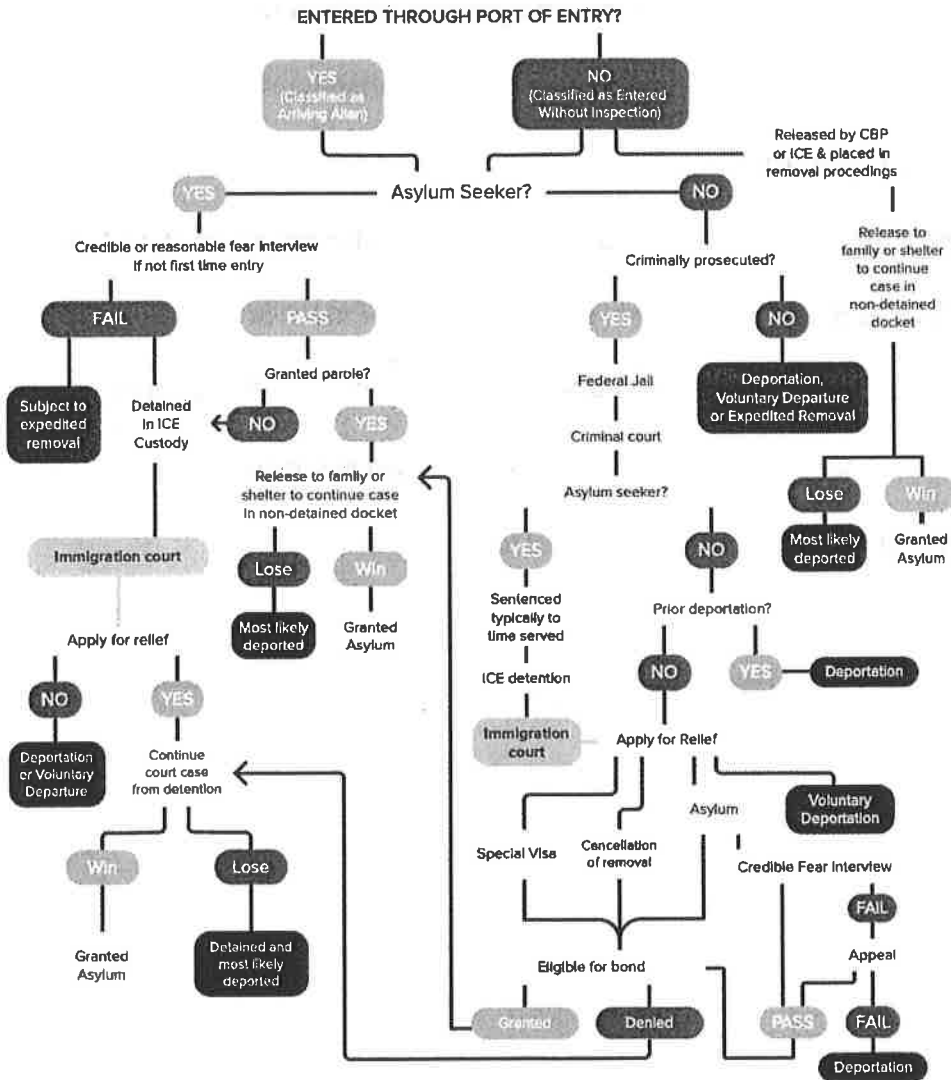 ENTERED THROUGH PORT OF ENTRY?
YES
(Classified as
Arriving Alien)
NO
(Classified as Entered
Without Inspection)
Released by CBP
or ICE & placed in
removal procedings
Asylum Seeker?
YES
NO
Credible or reasonable fear interview
if not first time entry
Criminally prosecuted?
Release to
family or shelter
to continue
case in
non-detained
docket
FAIL
PASS
YES
NO
Granted parole?
Subject to
expedited
removal
Detained
in ICE
Custody
NO
YES
Federal Jail
Deportation,
Voluntary Departure
or Expedited Removal
Criminal court
Release to family or
shelter to continue case
in non-detained docket
Asylum seeker?
Lose
Win
Most likely
deported
Granted
Asylum
Immigration court
Lose
Win
YES
NO
Most likely
deported
Granted
Asylum
Sentenced
typically to
time served
Prior deportation?
Apply for relief
ICE detention
NO
YES
Deportation
NO
YES
Immigration
court
Apply for Relief
Deportation
or Voluntary
Departure
Continue
court case
from detention
Special Visa
Cancellation
of removal
Asylum
Voluntary
Deportation
Win
Lose
Credible Fear Interview
FAIL
Granted
Asylum
Detained and
most likely
deported
Eligible for bond
Appeal
Granted
Denied
PASS
FAIL
Deportation